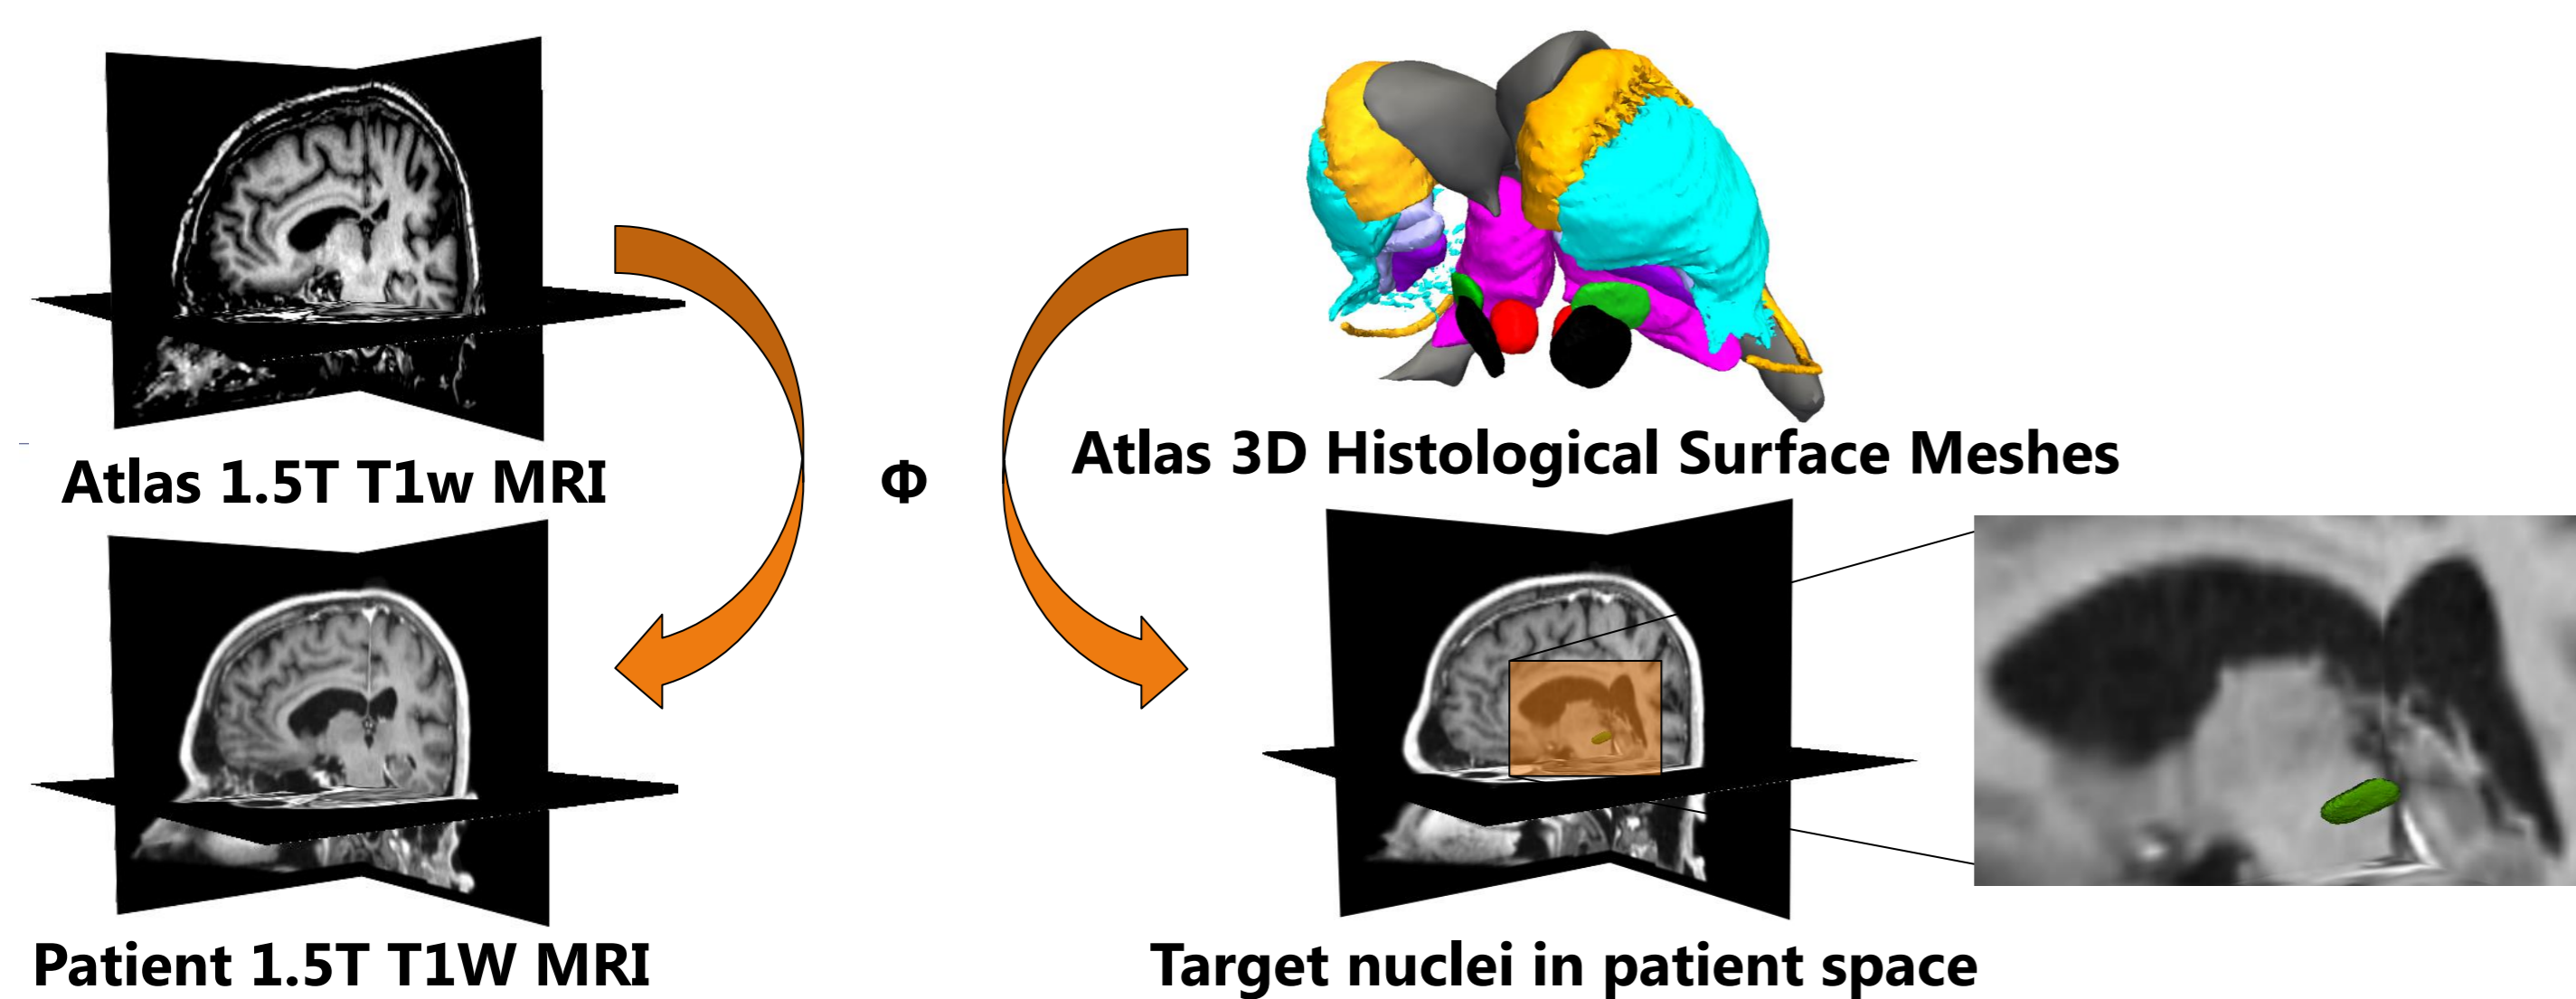 Atlas 1.5T T1w MRI
Φ
Atlas 3D Histological Surface Meshes
Patient 1.5T T1W MRI
Target nuclei in patient space